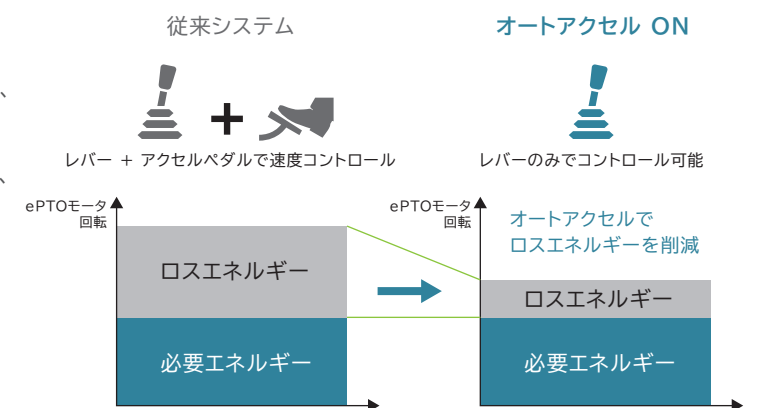 従来システム
オートアクセル ON
、
+
レバー + アクセルペダルで速度コントロール
レバーのみでコントロール可能
、
ePTOモータ
回転
ロスエネルギー
必要エネルギー
ePTOモータ
回転
オートアクセルで
ロスエネルギーを削減
ロスエネルギー
必要エネルギー